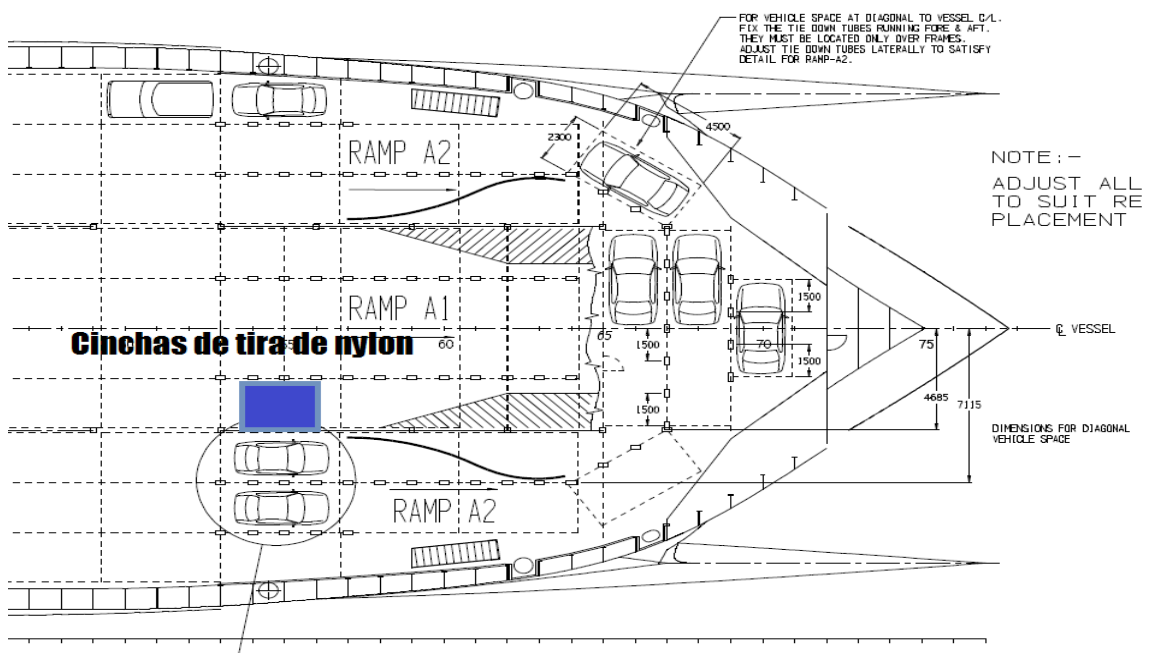 FOR VEHICLE SPACE AT DIAGONAL TO VESSEL C/L.
FIX THE TIE DOWN TUBES RUNNING FORE & AFT.
THEY MUST BE LOCATED ONLY OVER FRAMES.
ADJUST TIE DOWN TUBES LATERALLY TO SATISFY
DETAIL FOR RAMP-A2.
2300
4500
RAMP A2
NOTE:-
ADJUST ALL
TO SUIT RE
PLACEMENT
RAMP A1
1500
℄ VESSEL
Cinchas de tira de nylon
60
65
1500
70
75
1500
4685
7115
1500
DIMENSIONS FOR DIAGONAL
VEHICLE SPACE
RAMP A2